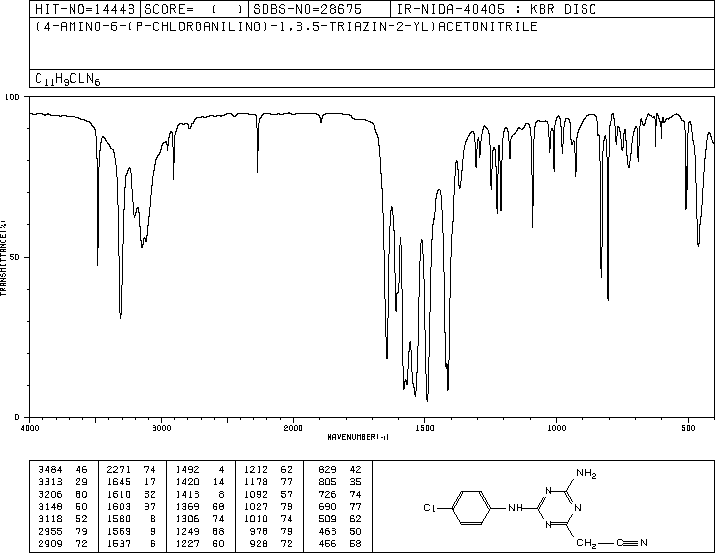 HIT-NO=14443 SCORE= ( ) SDBS-NO=28675 IR-NIDA-40405 : KBR DISC
(4-AMINO-6-(P-CHLOROANILINO)-1,3,5-TRIAZIN-2-YL)ACETONITRILE
C11H9CLN6
100
50
0
TRANSMITTANCE(%)
4000 3000 2000 1500 1000 500
WAVENUMBER(-1)
3484 46 2271 74 1492 4 1212 62 829 42
3313 29 1645 17 1420 14 1178 77 805 35
3206 60 1610 32 1413 8 1092 57 726 74
3148 50 1603 37 1369 68 1027 79 690 77
3118 52 1580 8 1306 74 1010 74 509 62
2955 79 1569 9 1249 68 978 79 463 50
2909 72 1537 6 1227 60 928 72 456 58
NH2
Cl NH N N N
CH2 C N